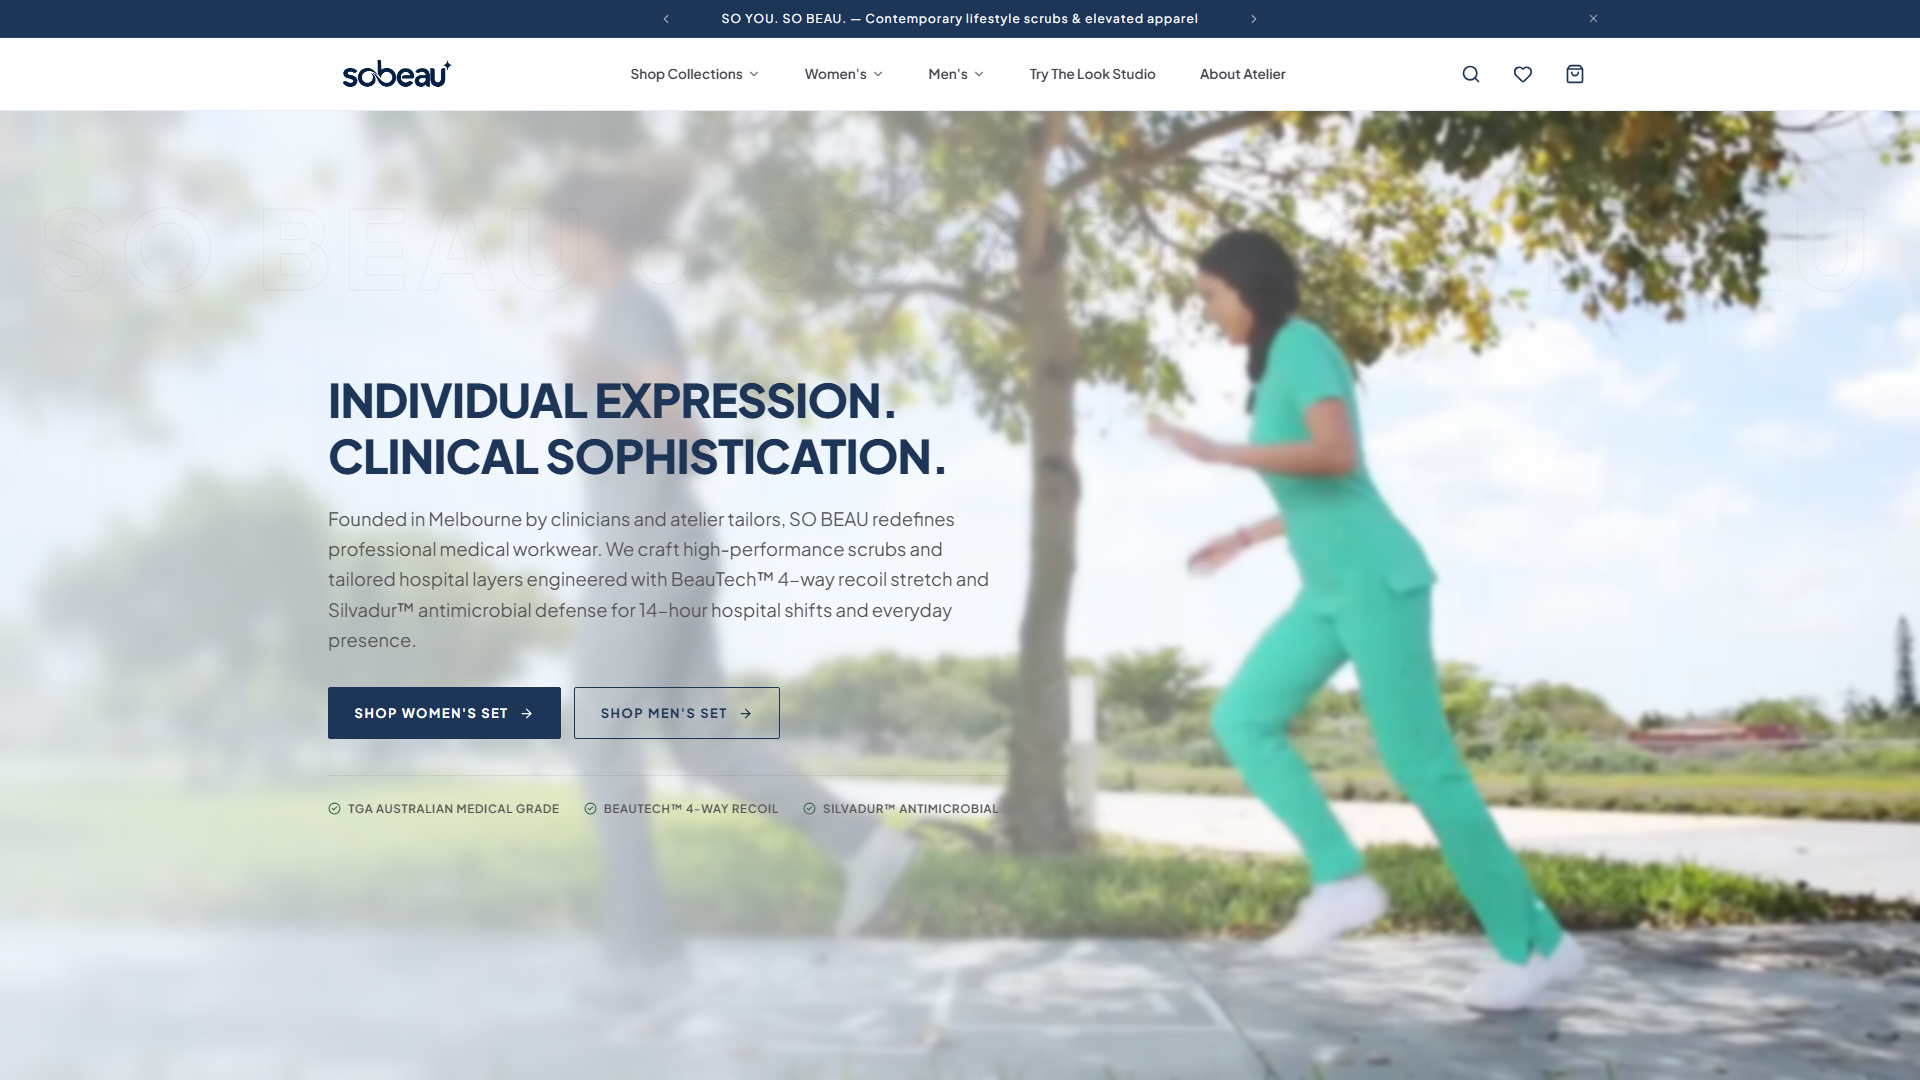 SO YOU. SO BEAU. — Contemporary lifestyle scrubs & elevated apparel
sobeau
Shop Collections
Women's
Men's
Try The Look Studio
About Atelier
SO BEAU
SO
INDIVIDUAL EXPRESSION.
CLINICAL SOPHISTICATION.
Founded in Melbourne by clinicians and atelier tailors, SO BEAU redefines
professional medical workwear. We craft high-performance scrubs and
tailored hospital layers engineered with BeauTech™ 4-way recoil stretch and
Silvadur™ antimicrobial defense for 14-hour hospital shifts and everyday
presence.
SHOP WOMEN'S SET →
SHOP MEN'S SET →
TGA AUSTRALIAN MEDICAL GRADE
BEAUTECH™ 4-WAY RECOIL
SILVADUR™ ANTIMICROBIAL